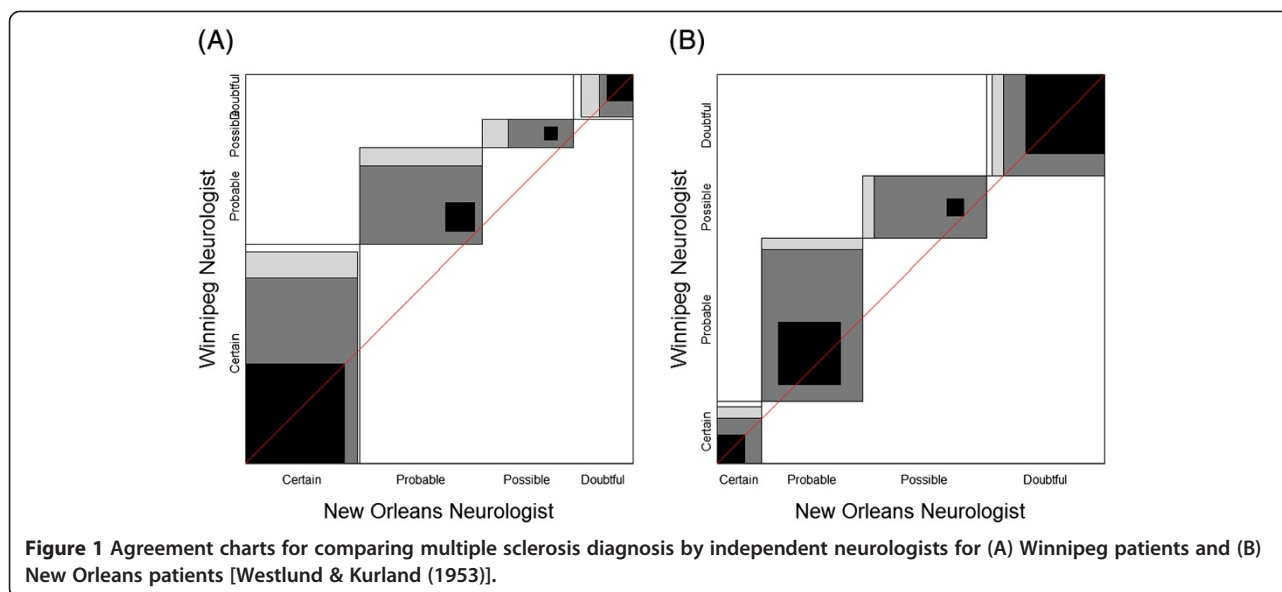 (A)
Winnipeg Neurologist
Doubtful
Possible
Probable
Certain
Certain Probable Possible Doubtful
New Orleans Neurologist
(B)
Winnipeg Neurologist
Doubtful
Possible
Probable
Certain
Certain Probable Possible Doubtful
New Orleans Neurologist
Figure 1 Agreement charts for comparing multiple sclerosis diagnosis by independent neurologists for (A) Winnipeg patients and (B)
New Orleans patients [Westlund & Kurland (1953)].